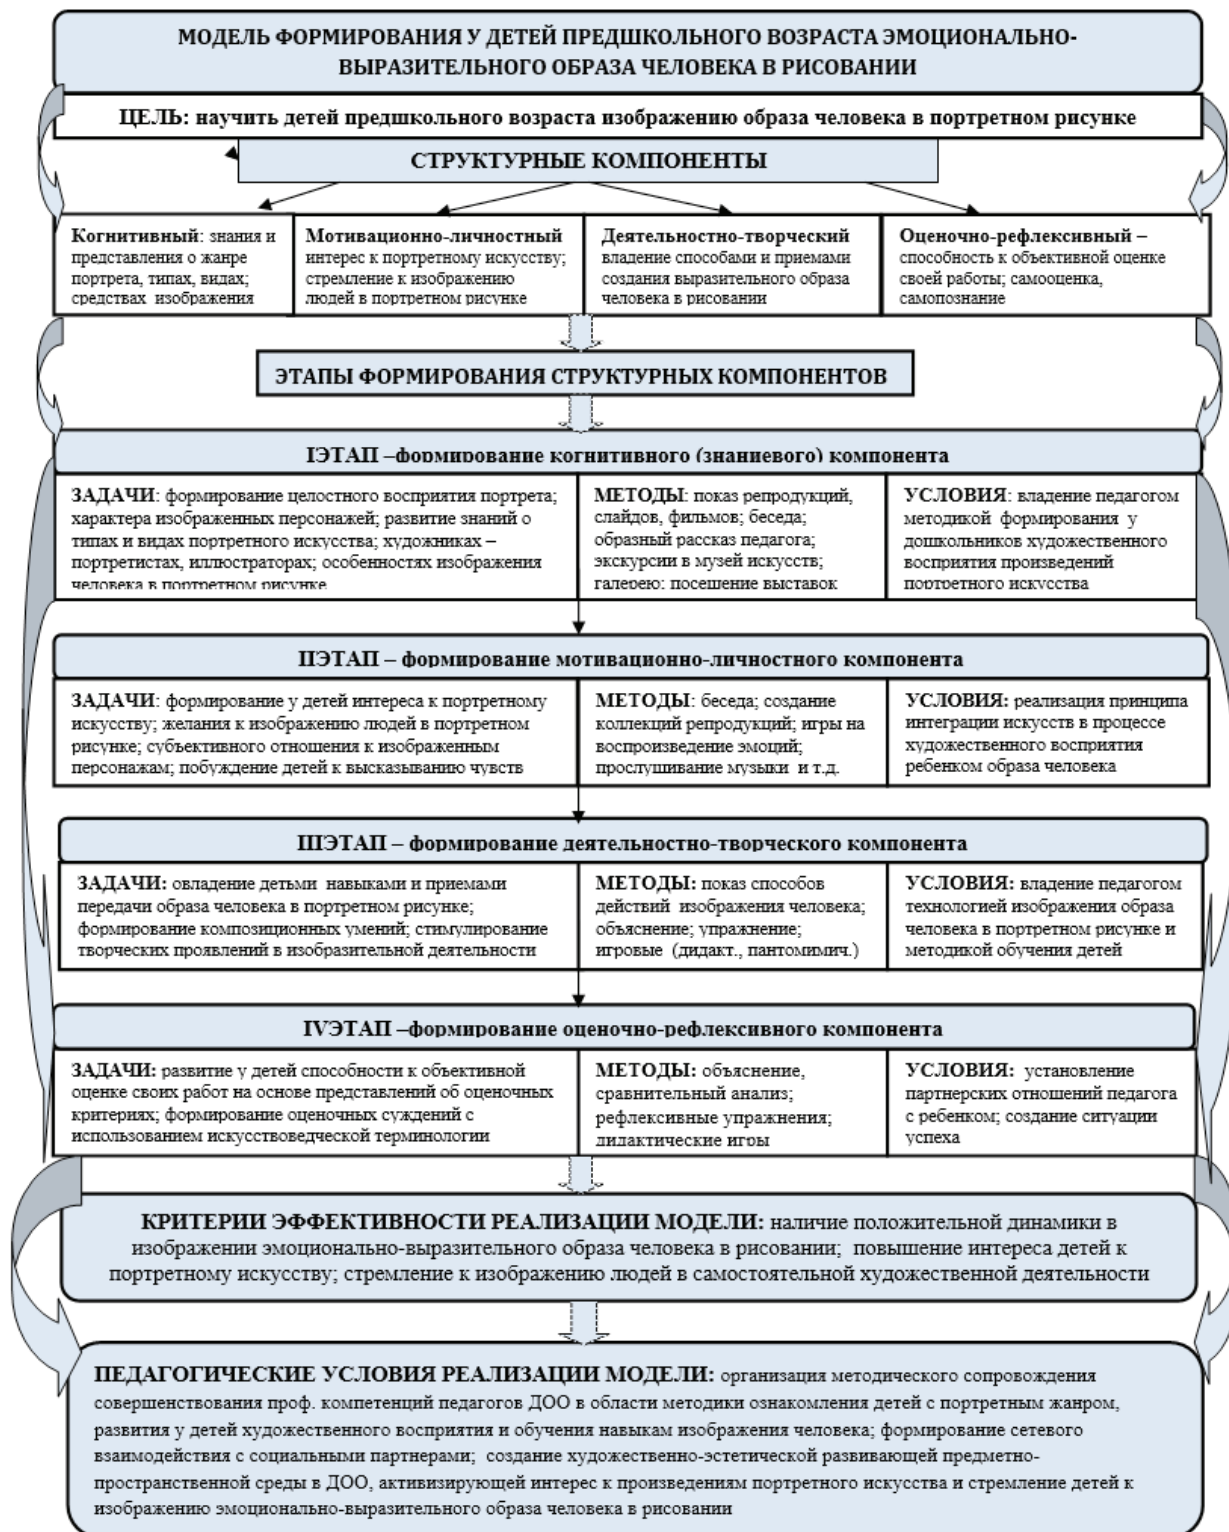 МОДЕЛЬ ФОРМИРОВАНИЯ У ДЕТЕЙ ПРЕДШКОЛЬНОГО ВОЗРАСТА ЭМОЦИОНАЛЬНО-
ВЫРАЗИТЕЛЬНОГО ОБРАЗА ЧЕЛОВЕКА В РИСОВАНИИ
ЦЕЛЬ: научить детей предшкольного возраста изображению образа человека в портретном рисунке
СТРУКТУРНЫЕ КОМПОНЕНТЫ
Когнитивный: знания и
представления о жанре
портрета, типах, видах;
средствах изображения
Мотивационно-личностный
интерес к портретному искусству;
стремление к изображению
людей в портретном рисунке
Деятельностно-творческий
владение способами и приемами
создания выразительного образа
человека в рисовании
Оценочно-рефлексивный –
способность к объективной оценке
своей работы; самооценка,
самопознание
ЭТАПЫ ФОРМИРОВАНИЯ СТРУКТУРНЫХ КОМПОНЕНТОВ
IЭТАП –формирование когнитивного (знаниевого) компонента
ЗАДАЧИ: формирование целостного восприятия портрета;
характера изображенных персонажей; развитие знаний о
типах и видах портретного искусства; художниках –
портретистах, иллюстраторах; особенностях изображения
человека в портретном рисунке
МЕТОДЫ: показ репродукций,
слайдов, фильмов; беседа;
образный рассказ педагога;
экскурсии в музей искусств;
галерею; посещение выставок
УСЛОВИЯ: владение педагогом
методикой формирования у
дошкольников художественного
восприятия произведений
портретного искусства
IIЭТАП – формирование мотивационно-личностного компонента
ЗАДАЧИ: формирование у детей интереса к портретному
искусству; желания к изображению людей в портретном
рисунке; субъективного отношения к изображенным
персонажам; побуждение детей к высказыванию чувств
МЕТОДЫ: беседа; создание
коллекций репродукций; игры на
воспроизведение эмоций;
прослушивание музыки и т.д.
УСЛОВИЯ: реализация принципа
интеграции искусств в процессе
художественного восприятия
ребенком образа человека
IIIЭТАП – формирование деятельностно-творческого компонента
ЗАДАЧИ: овладение детьми навыками и приемами
передачи образа человека в портретном рисунке;
формирование композиционных умений; стимулирование
творческих проявлений в изобразительной деятельности
МЕТОДЫ: показ способов
действий изображения человека;
объяснение; упражнение;
игровые (дидакт., пантомимич.)
УСЛОВИЯ: владение педагогом
технологией изображения образа
человека в портретном рисунке и
методикой обучения детей
IVЭТАП –формирование оценочно-рефлексивного компонента
ЗАДАЧИ: развитие у детей способности к объективной
оценке своих работ на основе представлений об оценочных
критериях; формирование оценочных суждений с
использованием искусствоведческой терминологии
МЕТОДЫ: объяснение,
сравнительный анализ;
рефлексивные упражнения;
дидактические игры
УСЛОВИЯ: установление
партнерских отношений педагога
с ребенком; создание ситуации
успеха
КРИТЕРИИ ЭФФЕКТИВНОСТИ РЕАЛИЗАЦИИ МОДЕЛИ: наличие положительной динамики в
изображении эмоционально-выразительного образа человека в рисовании; повышение интереса детей к
портретному искусству; стремление к изображению людей в самостоятельной художественной деятельности
ПЕДАГОГИЧЕСКИЕ УСЛОВИЯ РЕАЛИЗАЦИИ МОДЕЛИ: организация методического сопровождения
совершенствования проф. компетенций педагогов ДОО в области методики ознакомления детей с портретным жанром,
развития у детей художественного восприятия и обучения навыкам изображения человека; формирование сетевого
взаимодействия с социальными партнерами; создание художественно-эстетической развивающей предметно-
пространственной среды в ДОО, активизирующей интерес к произведениям портретного искусства и стремление детей к
изображению эмоционально-выразительного образа человека в рисовании